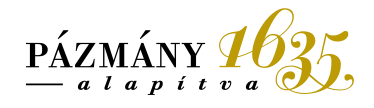 PÁZMÁNY 1635.
— alapítva